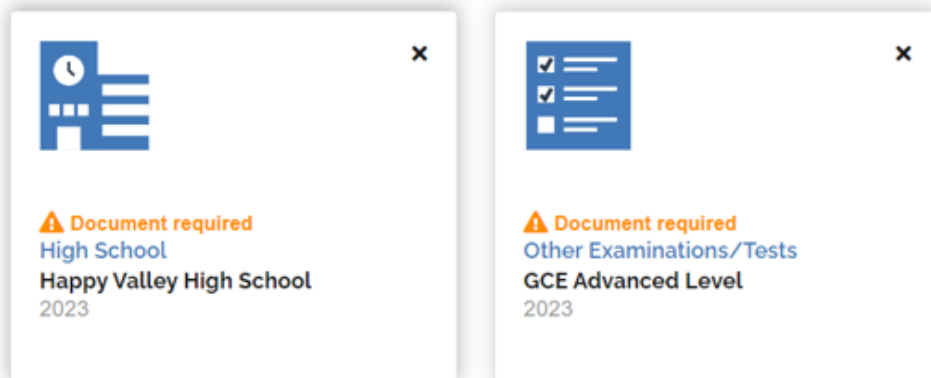 Document required
High School
Happy Valley High School
2023
Document required
Other Examinations/Tests
GCE Advanced Level
2023